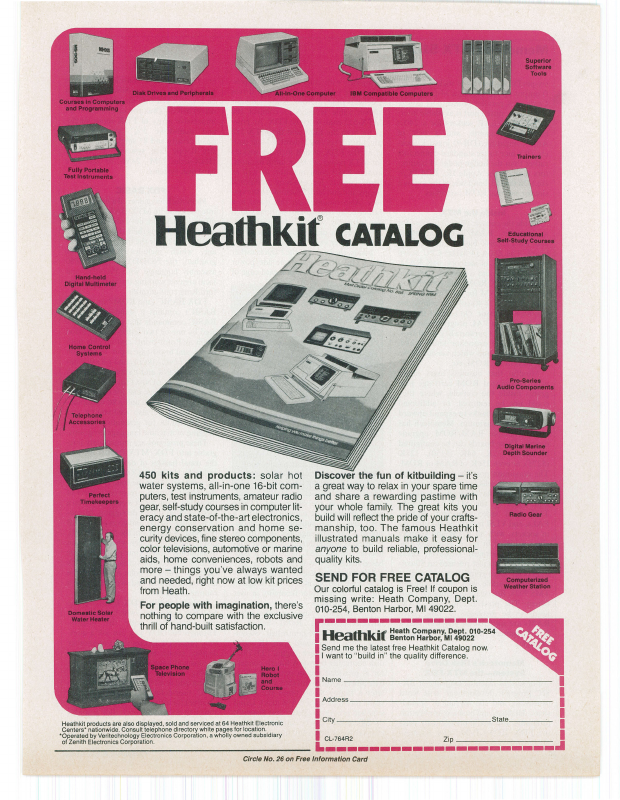 Courses in Computers
and Programming
Disk Drives and Peripherals
All-in-One Computer
IBM Compatible Computers
Superior
Software
Tools
FREE
Heathkit® CATALOG
Fully Portable
Test Instruments
Hand-held
Digital Multimeter
Home Control
Systems
Telephone
Accessories
Perfect
Timekeepers
Domestic Solar
Water Heater
Trainers
Educational
Self-Study Courses
Pro-Series
Audio Components
Digital Marine
Depth Sounder
Radio Gear
Computerized
Weather Station
Heathkit
helping you make things better
450 kits and products: solar hot
water systems, all-in-one 16-bit com-
puters, test instruments, amateur radio
gear, self-study courses in computer lit-
eracy and state-of-the-art electronics,
energy conservation and home se-
curity devices, fine stereo components,
color televisions, automotive or marine
aids, home conveniences, robots and
more – things you've always wanted
and needed, right now at low kit prices
from Heath.
For people with imagination, there's
nothing to compare with the exclusive
thrill of hand-built satisfaction.
Discover the fun of kitbuilding – it's
a great way to relax in your spare time
and share a rewarding pastime with
your whole family. The great kits you
build will reflect the pride of your crafts-
manship, too. The famous Heathkit
illustrated manuals make it easy for
anyone to build reliable, professional-
quality kits.
SEND FOR FREE CATALOG
Our colorful catalog is Free! If coupon is
missing write: Heath Company, Dept.
010-254, Benton Harbor, MI 49022.
Space Phone
Television
Hero I
Robot
and
Course
Heathkit products are also displayed, sold and serviced at 64 Heathkit Electronic
Centers* nationwide. Consult telephone directory white pages for location.
*Operated by Veritechnology Electronics Corporation, a wholly owned subsidiary
of Zenith Electronics Corporation.
Heathkit® Heath Company, Dept. 010-254
Benton Harbor, MI 49022
FREE
CATALOG
Send me the latest free Heathkit Catalog now.
I want to "build in" the quality difference.
Name
Address
City State
CL-764R2 Zip
Circle No. 26 on Free Information Card